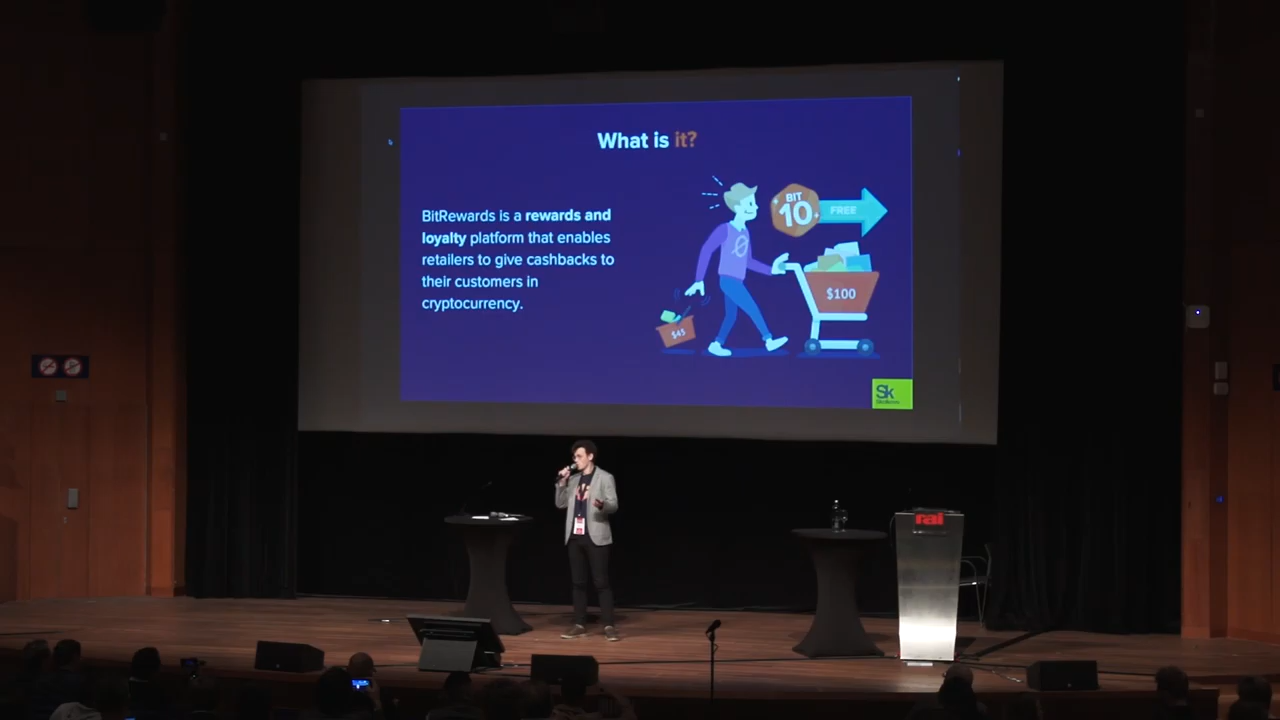 What is it?
BitRewards is a rewards and
loyalty platform that enables
retailers to give cashbacks to
their customers in
cryptocurrency.
BIT
10
FREE
$100
$45
Sk
rai